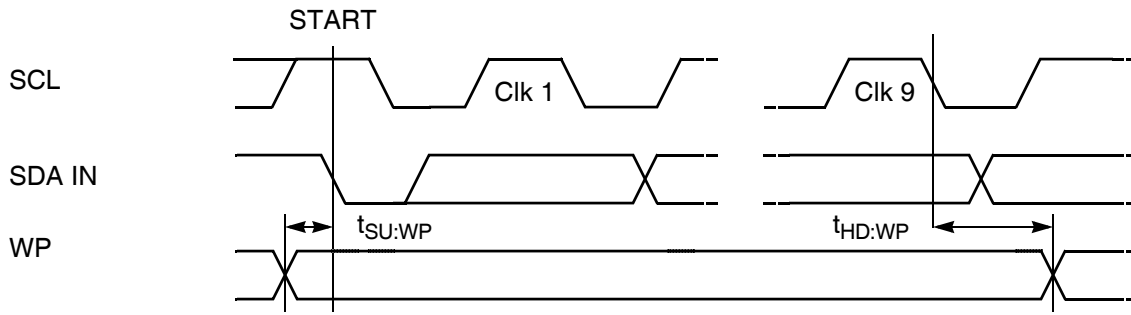 START
SCL
Clk 1
Clk 9
SDA IN
tSU:WP
tHD:WP
WP